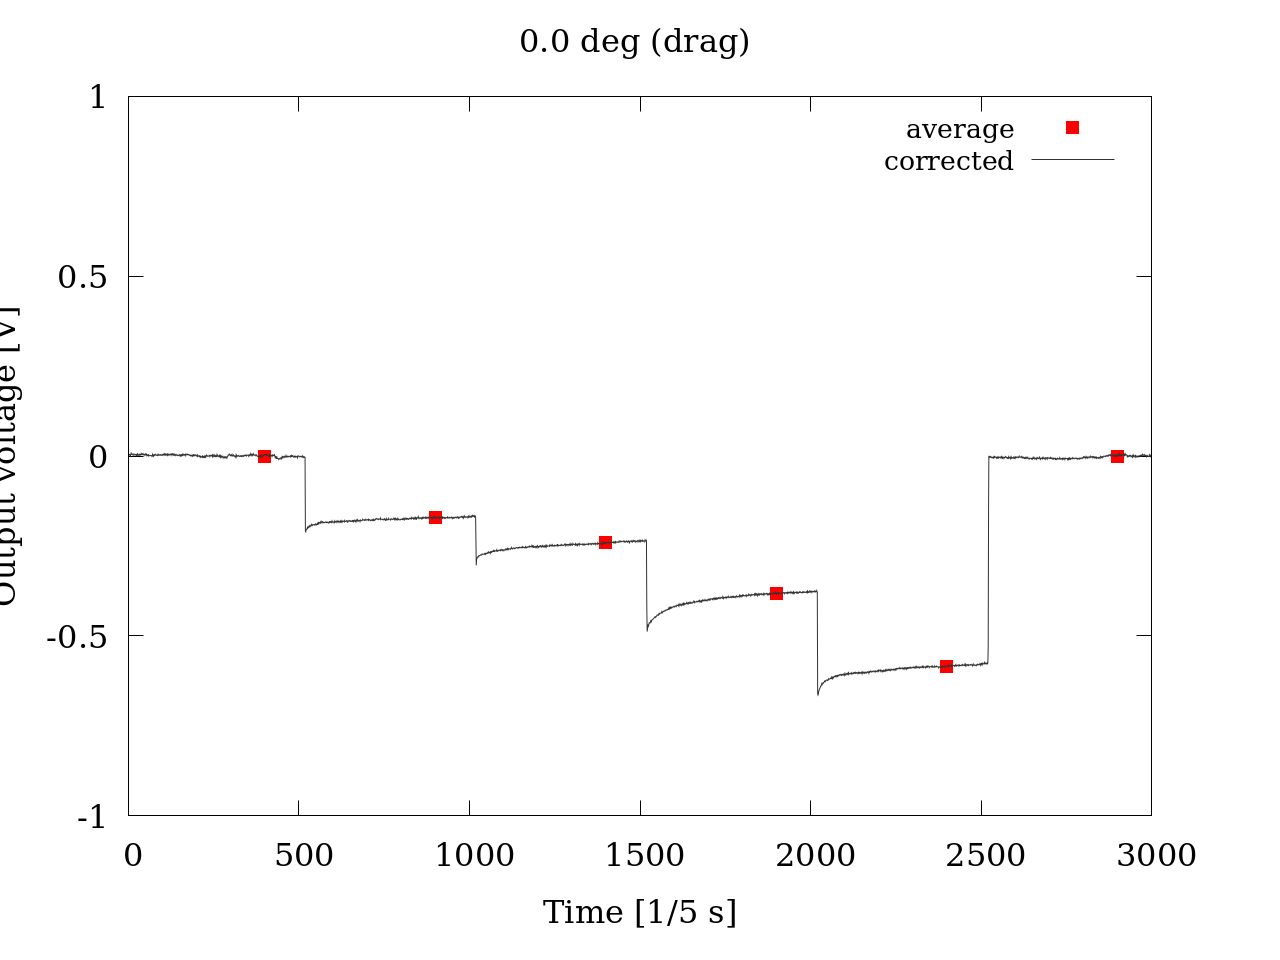 0.0 deg (drag)
1
0.5
0
-0.5
-1
Output voltage [V]
average
corrected
0 500 1000 1500 2000 2500 3000
Time [1/5 s]